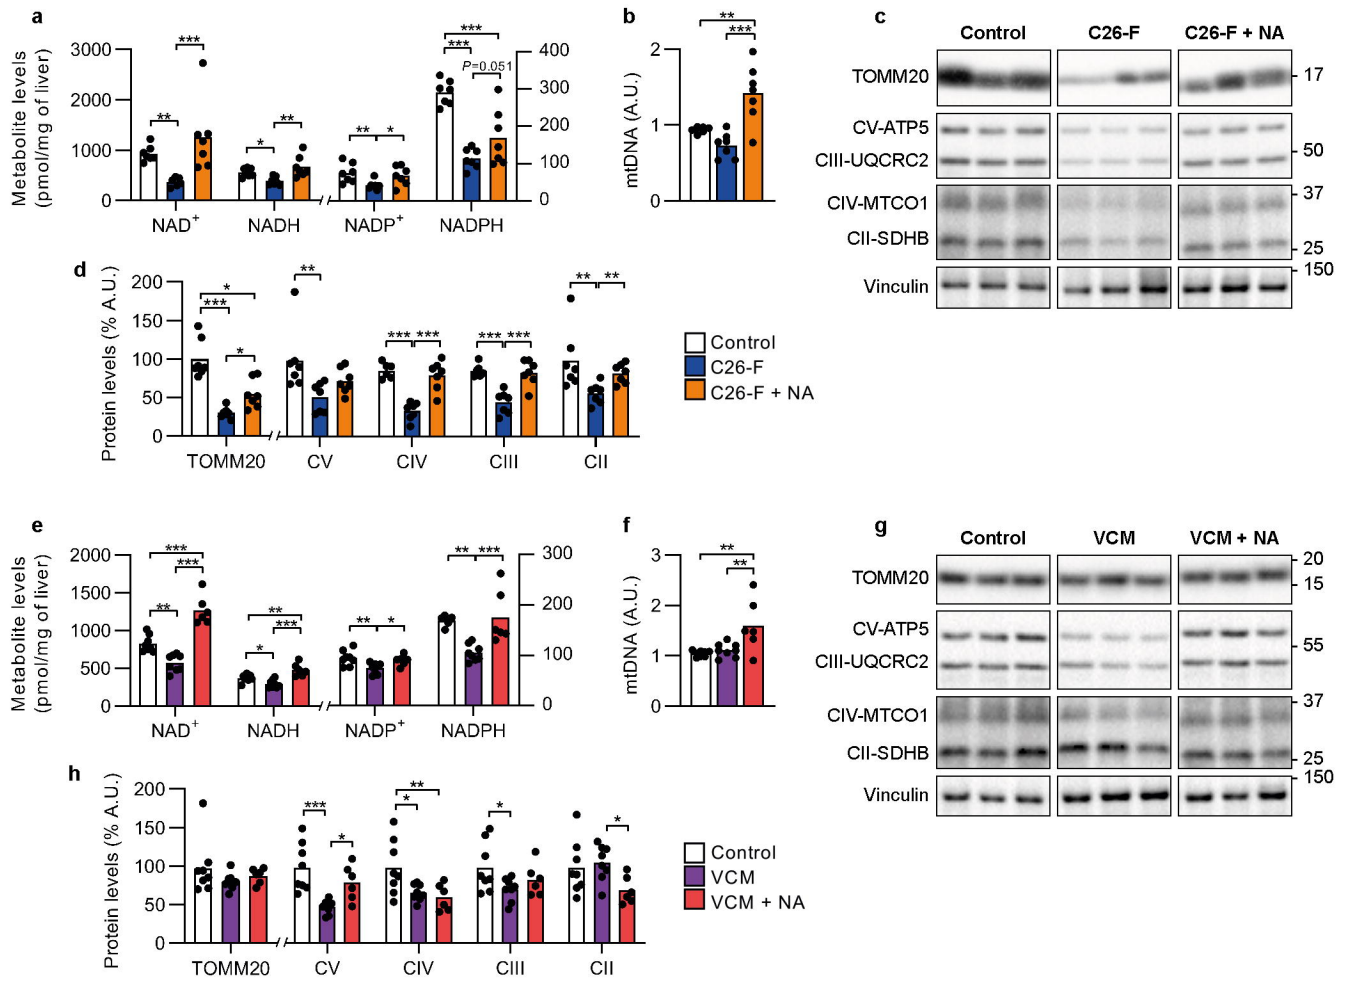 a
Metabolite levels
(pmol/mg of liver)
3000
2000
1000
0
400
300
200
100
0
***
**
*
**
**
*
***
***
P=0.051
NAD+
NADH
NADP+
NADPH
b
mtDNA (A.U.)
2
1
0
**
***
c
Control
C26-F
C26-F + NA
TOMM20
17
CV-ATP5
CIII-UQCRC2
50
CIV-MTCO1
37
CII-SDHB
25
Vinculin
150
d
Protein levels (% A.U.)
200
150
100
50
0
*
***
*
**
***
***
***
***
**
**
TOMM20
CV
CIV
CIII
CII
Control
C26-F
C26-F + NA
e
Metabolite levels
(pmol/mg of liver)
2000
1500
1000
500
0
300
200
100
0
***
***
**
**
***
*
**
*
**
***
NAD+
NADH
NADP+
NADPH
f
mtDNA (A.U.)
3
2
1
0
**
**
g
Control
VCM
VCM + NA
TOMM20
20
15
CV-ATP5
CIII-UQCRC2
55
CIV-MTCO1
37
CII-SDHB
25
Vinculin
150
h
Protein levels (% A.U.)
200
150
100
50
0
***
*
**
*
*
*
TOMM20
CV
CIV
CIII
CII
Control
VCM
VCM + NA